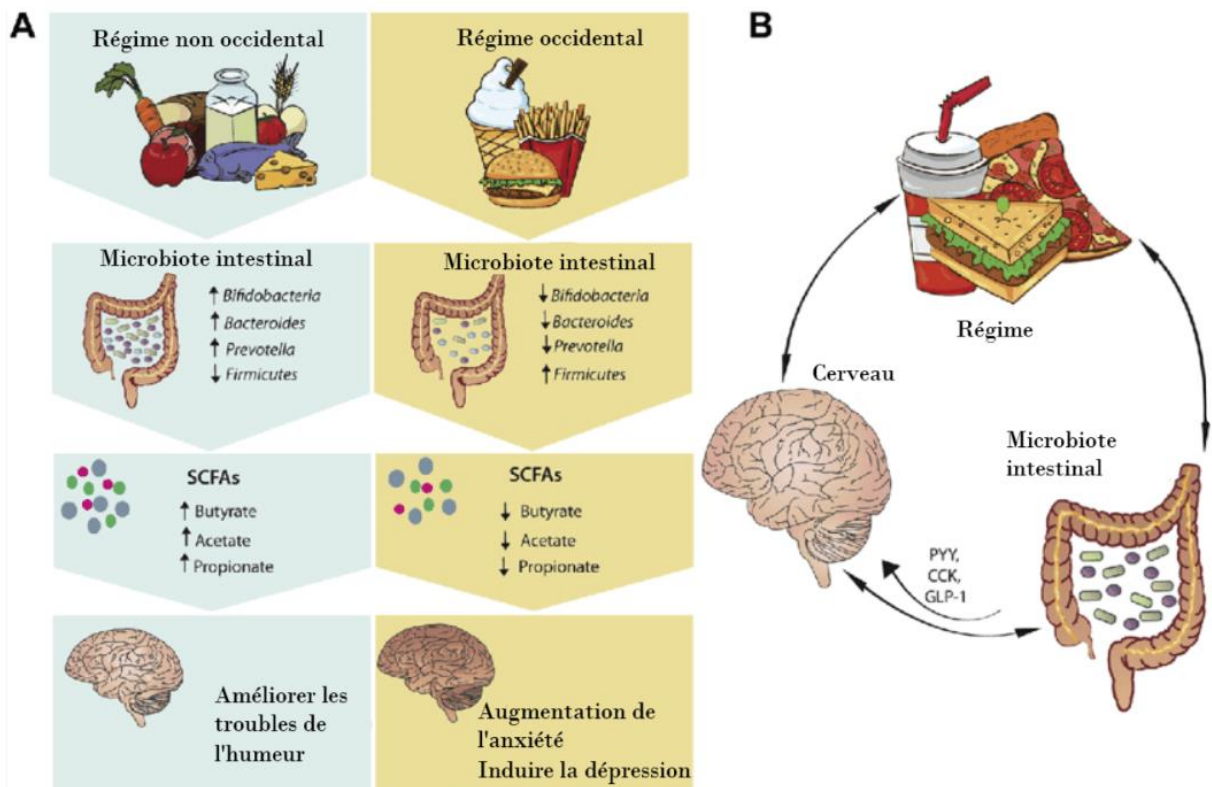 A
Régime non occidental
Régime occidental
Microbiote intestinal
↑ Bifidobacteria
↑ Bacteroides
↑ Prevotella
↓ Firmicutes
Microbiote intestinal
↓ Bifidobacteria
↓ Bacteroides
↓ Prevotella
↑ Firmicutes
SCFAs
↑ Butyrate
↑ Acetate
↑ Propionate
SCFAs
↓ Butyrate
↓ Acetate
↓ Propionate
Améliorer les
troubles de
l'humeur
Augmentation de
l'anxiété
Induire la dépression
B
Régime
Cerveau
Microbiote
intestinal
PYY,
CCK,
GLP-1